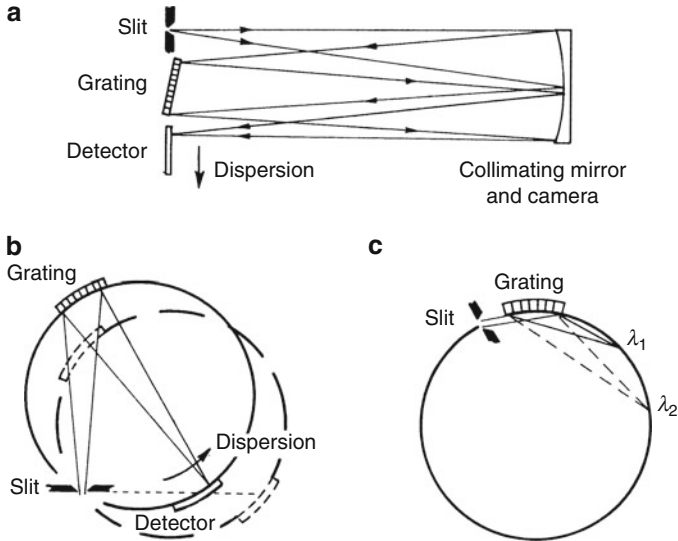 a
Slit
Grating
Detector
Dispersion
Collimating mirror
and camera
b
Grating
Dispersion
Slit
Detector
c
Grating
Slit
λ1
λ2